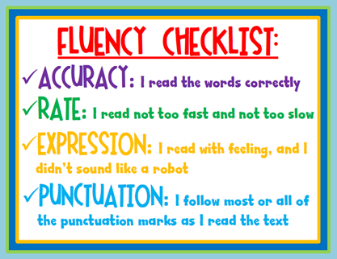 FLUENCY CHECKLIST:
✓ACCURACY: I read the words correctly
✓RATE: I read not too fast and not too slow
✓EXPRESSION: I read with feeling, and I
didn't sound like a robot
✓PUNCTUATION: I follow most or all of
the punctuation marks as I read the text